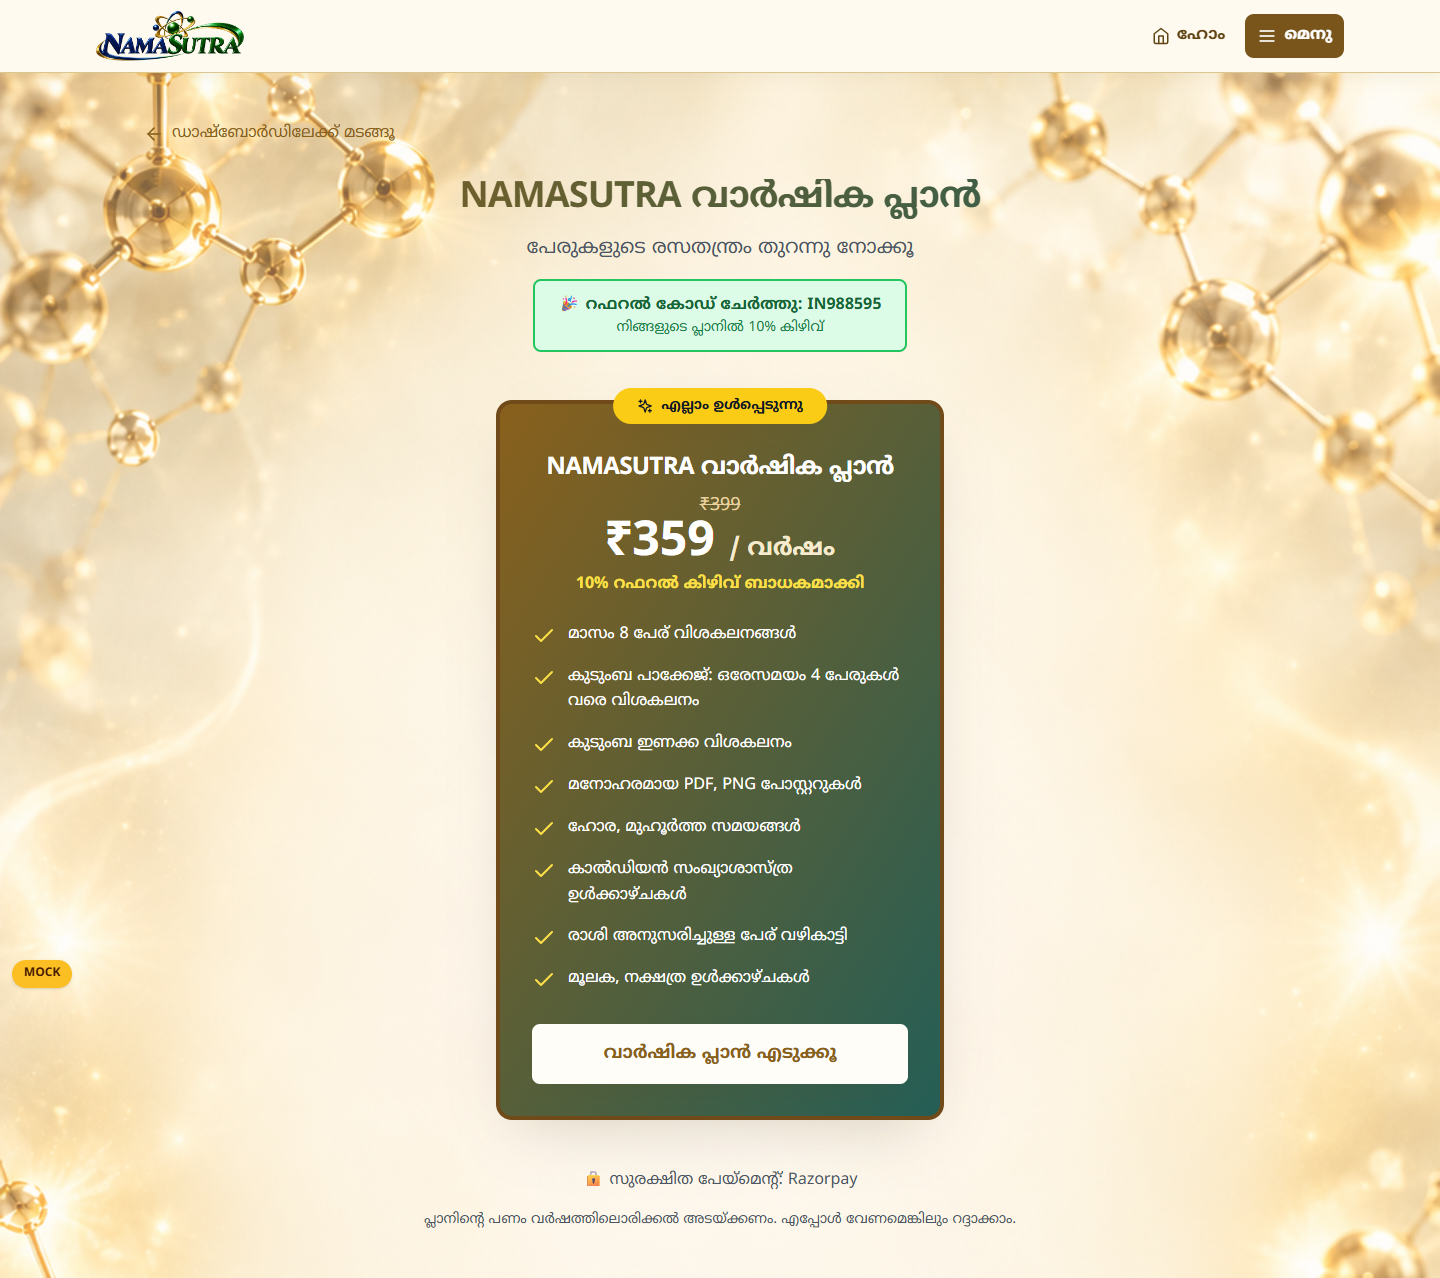 NAMASUTRA
ഹോം
മെനു
ഡാഷ്ബോർഡിലേക്ക് മടങ്ങൂ
NAMASUTRA വാർഷിക പ്ലാൻ
പേരുകളുടെ രസതന്ത്രം തുറന്നു നോക്കൂ
റഫറൽ കോഡ് ചേർത്തു: IN988595
നിങ്ങളുടെ പ്ലാനിൽ 10% കിഴിവ്
എല്ലാം ഉൾപ്പെടുന്നു
NAMASUTRA വാർഷിക പ്ലാൻ
₹399
₹359 / വർഷം
10% റഫറൽ കിഴിവ് ബാധകമാക്കി
മാസം 8 പേര് വിശകലനങ്ങൾ
കുടുംബ പാക്കേജ്: ഒരേസമയം 4 പേരുകൾ
വരെ വിശകലനം
കുടുംബ ഇണക്ക വിശകലനം
മനോഹരമായ PDF, PNG പോസ്റ്ററുകൾ
ഹോര, മുഹൂർത്ത സമയങ്ങൾ
കാൽഡിയൻ സംഖ്യാശാസ്ത്ര
ഉൾക്കാഴ്ചകൾ
രാശി അനുസരിച്ചുള്ള പേര് വഴികാട്ടി
മൂലക, നക്ഷത്ര ഉൾക്കാഴ്ചകൾ
MOCK
വാർഷിക പ്ലാൻ എടുക്കൂ
സുരക്ഷിത പേയ്മെന്റ്: Razorpay
പ്ലാനിന്റെ പണം വർഷത്തിലൊരിക്കൽ അടയ്ക്കണം. എപ്പോൾ വേണമെങ്കിലും റദ്ദാക്കാം.